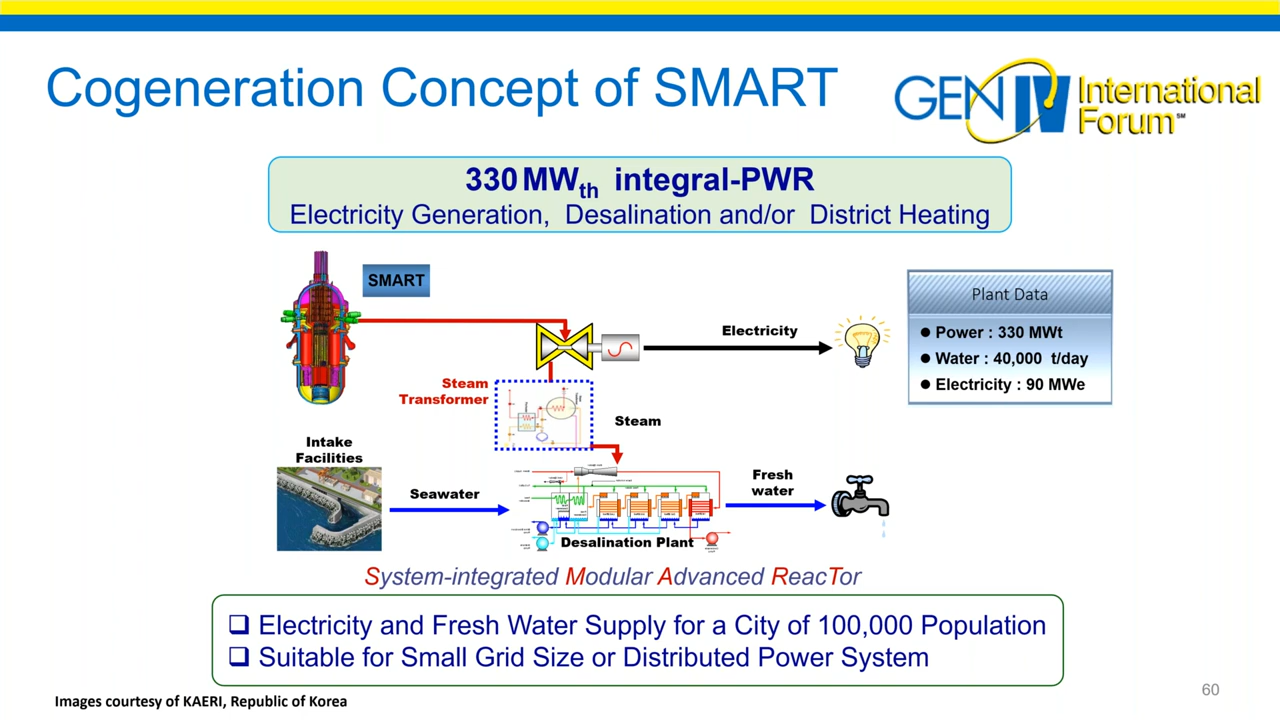 Cogeneration Concept of SMART
GEN IV International
Forum SM
330 MWth integral-PWR
Electricity Generation, Desalination and/or District Heating
SMART
Electricity
Plant Data
● Power : 330 MWt
● Water : 40,000 t/day
● Electricity : 90 MWe
Steam
Transformer
Steam
Intake
Facilities
Seawater
Fresh
water
Desalination Plant
System-integrated Modular Advanced ReacTor
❑ Electricity and Fresh Water Supply for a City of 100,000 Population
❑ Suitable for Small Grid Size or Distributed Power System
Images courtesy of KAERI, Republic of Korea
60